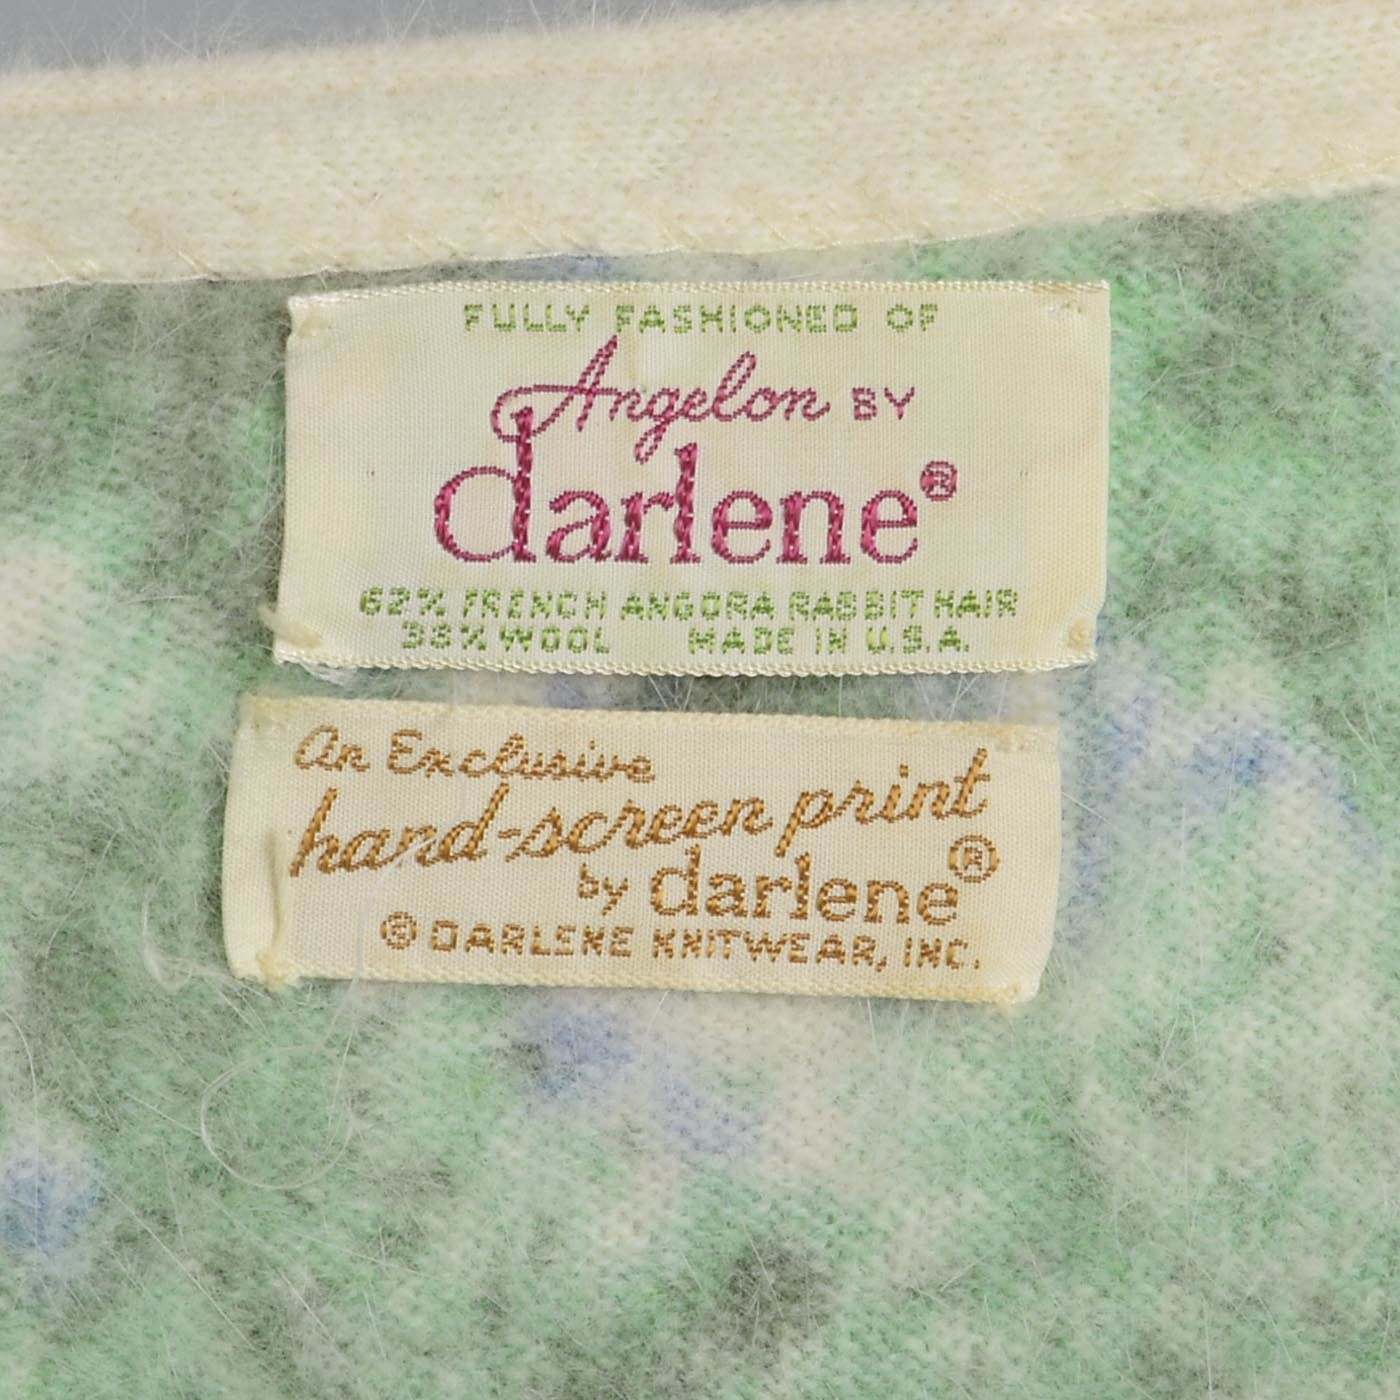 FULLY FASHIONED OF
Angelon BY
darlene®
62% FRENCH ANGORA RABBIT HAIR
38% WOOL MADE IN U.S.A.
An Exclusive
hand-screen print
by darlene®
© DARLENE KNITWEAR, INC.